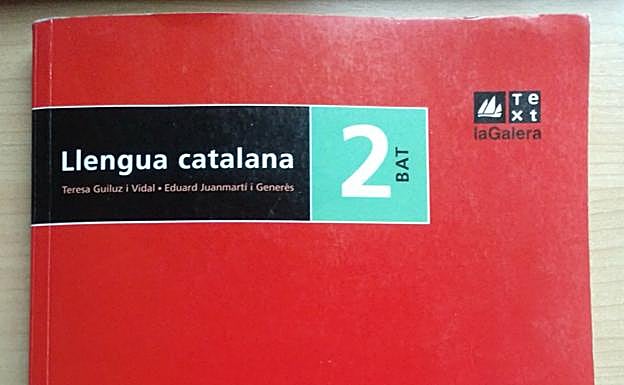 Llengua catalana
Teresa Guiluz i Vidal • Eduard Juanmartí i Generès
2
BAT
Te
xt
laGalera